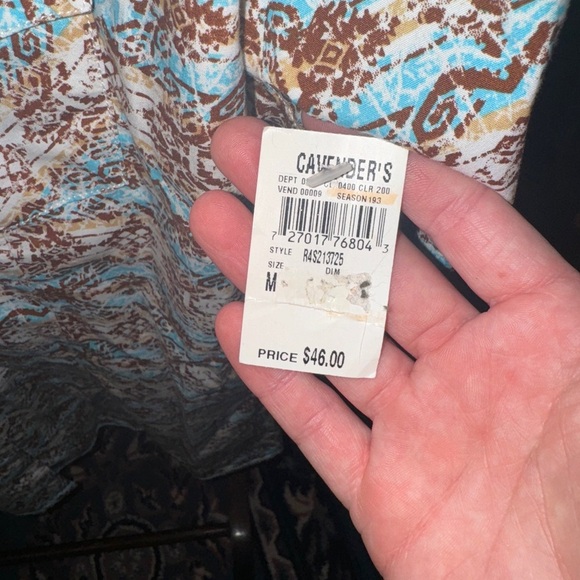 CAVENDER'S
DEPT 0400 CLR 200
VEND 00009 SEASON 193
7 27017 76804 3
STYLE R4S213725
SIZE DIM
M
PRICE $46.00